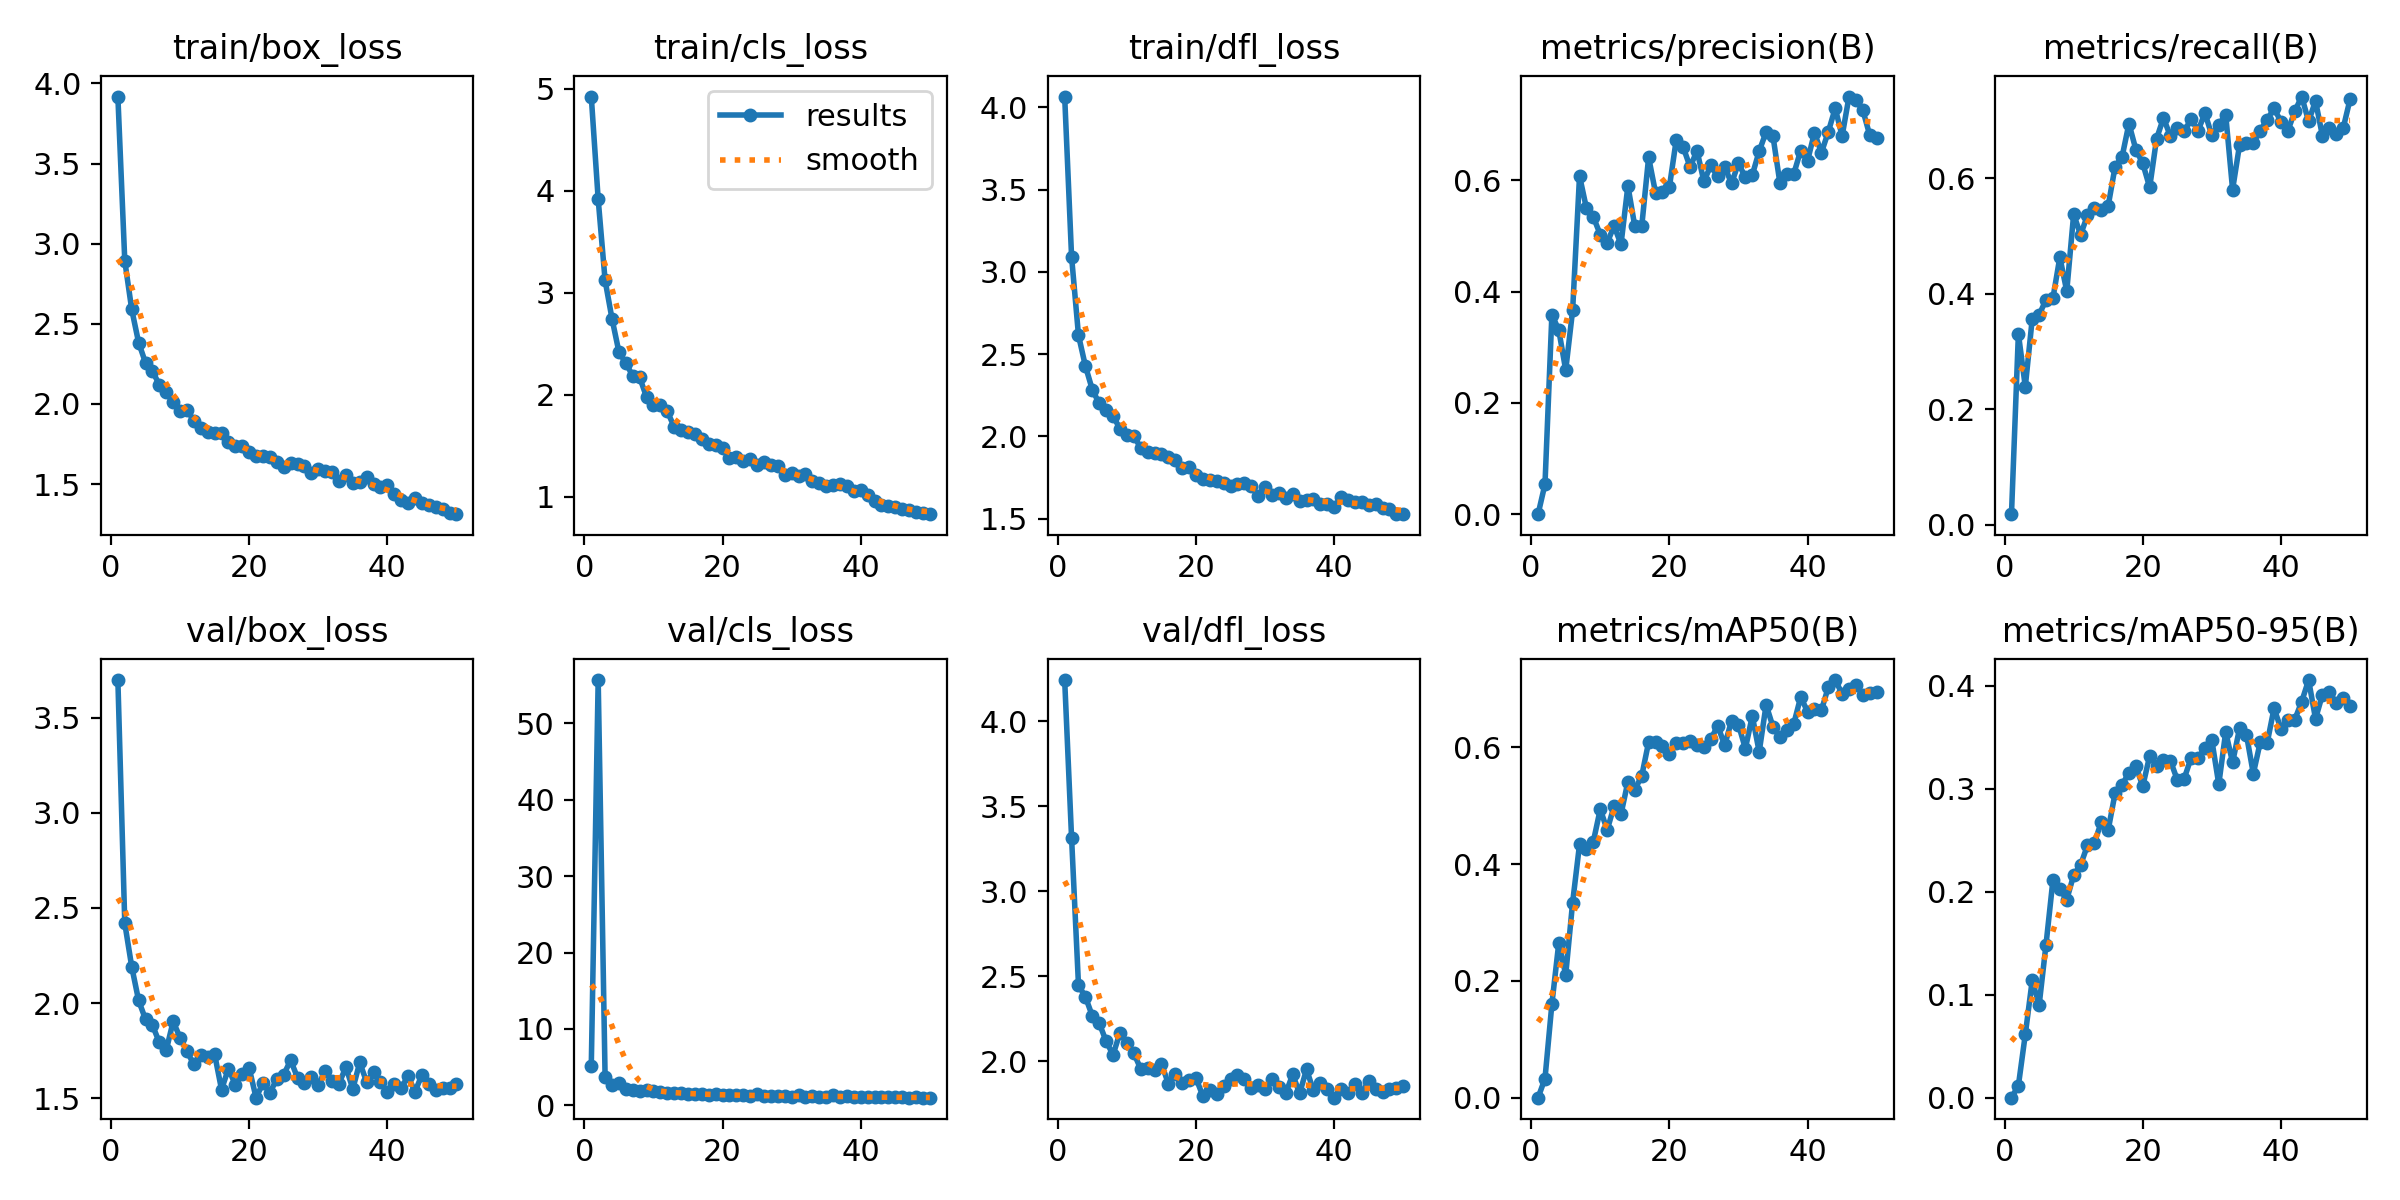 train/box_loss
4.0
3.5
3.0
2.5
2.0
1.5
0 20 40
train/cls_loss
results
smooth
5
4
3
2
1
0 20 40
train/dfl_loss
4.0
3.5
3.0
2.5
2.0
1.5
0 20 40
metrics/precision(B)
0.6
0.4
0.2
0.0
0 20 40
metrics/recall(B)
0.6
0.4
0.2
0.0
0 20 40
val/box_loss
3.5
3.0
2.5
2.0
1.5
0 20 40
val/cls_loss
50
40
30
20
10
0
0 20 40
val/dfl_loss
4.0
3.5
3.0
2.5
2.0
0 20 40
metrics/mAP50(B)
0.6
0.4
0.2
0.0
0 20 40
metrics/mAP50-95(B)
0.4
0.3
0.2
0.1
0.0
0 20 40